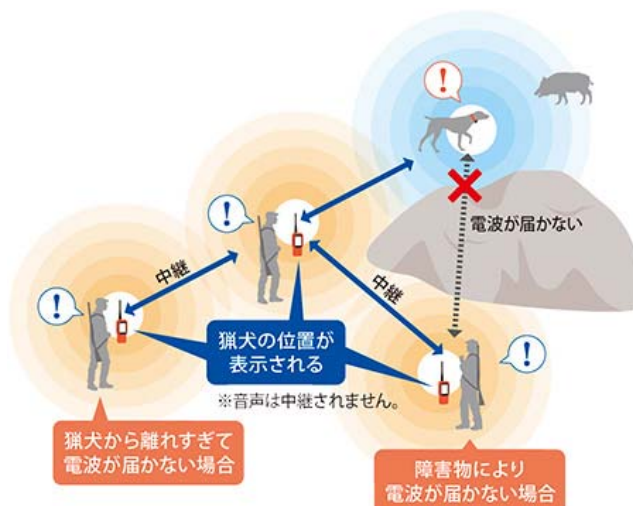 電波が届かない
中継
中継
猟犬の位置が
表示される
※音声は中継されません。
猟犬から離れすぎて
電波が届かない場合
障害物により
電波が届かない場合